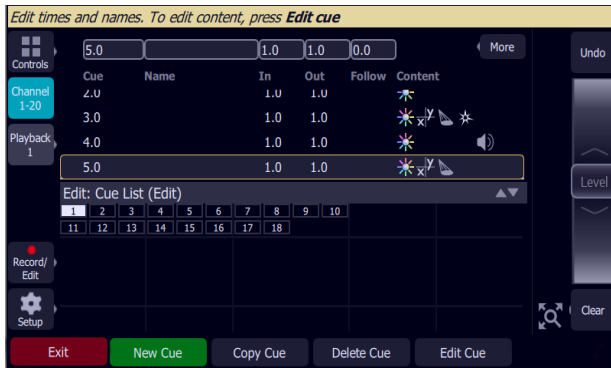 Edit times and names. To edit content, press Edit cue
Controls
5.0 1.0 1.0 0.0 More Undo
Cue Name In Out Follow Content
Channel
1-20
2.0 1.0 1.0
3.0 1.0 1.0 x y
Playback
1
4.0 1.0 1.0
5.0 1.0 1.0 x y
Level
Edit: Cue List (Edit)
1 2 3 4 5 6 7 8 9 10
11 12 13 14 15 16 17 18
Record/
Edit
Setup
Clear
Exit New Cue Copy Cue Delete Cue Edit Cue